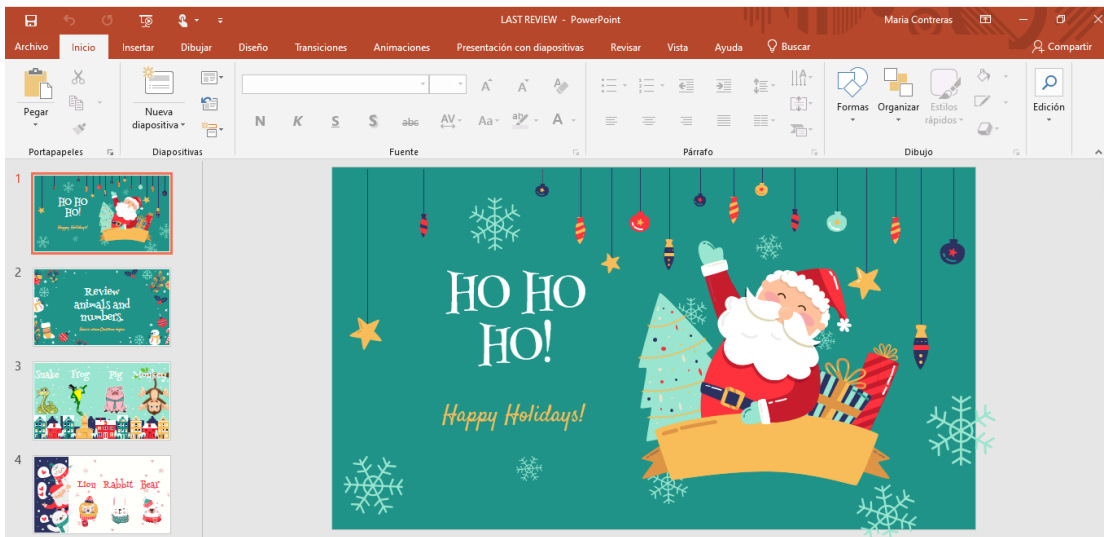 LAST REVIEW - PowerPoint
Maria Contreras
Archivo Inicio Insertar Dibujar Diseño Transiciones Animaciones Presentación con diapositivas Revisar Vista Ayuda Buscar Compartir
Pegar
Nueva diapositiva
N K S S abc AV Aa aby A
Formas Organizar Estilos rápidos
Edición
Portapapeles Diapositivas Fuente Párrafo Dibujo
1
HO HO
HO!
Happy Holidays!
2
Review
animals and
numbers.
3
Snake Frog Pig Monkey
4
Lion Rabbit Bear
HO HO
HO!
Happy Holidays!